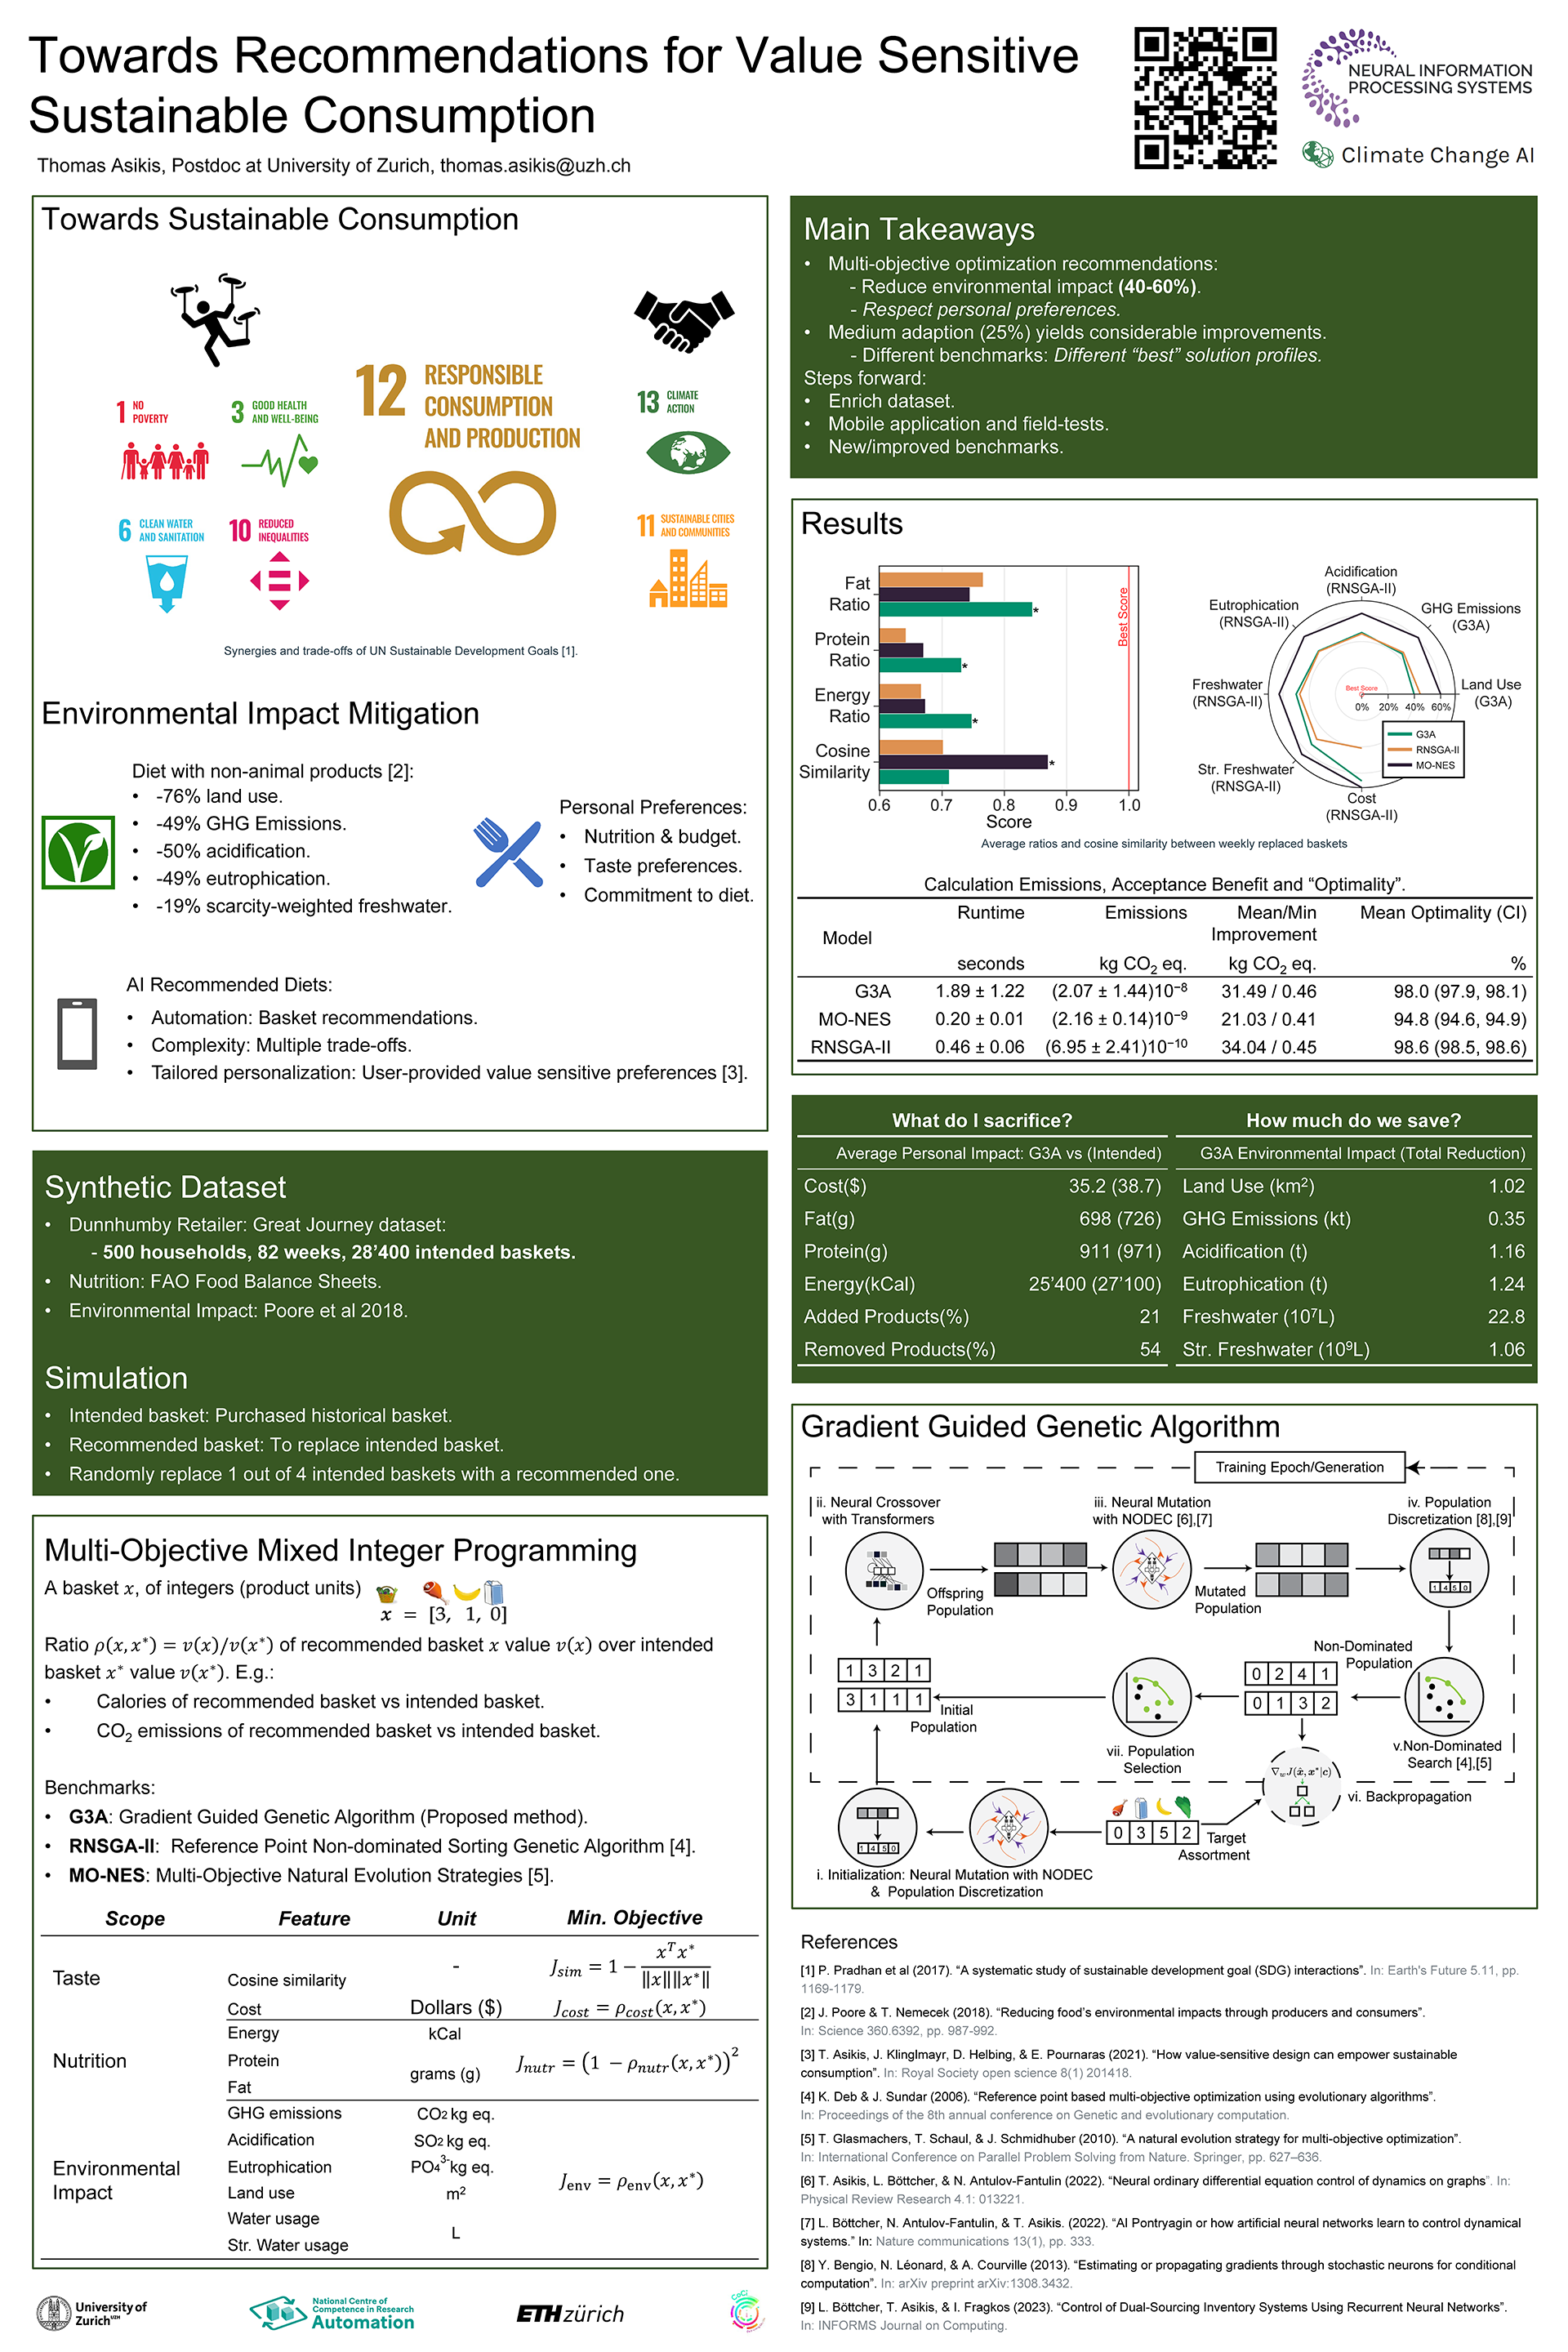 Towards Recommendations for Value Sensitive
Sustainable Consumption
Thomas Asikis, Postdoc at University of Zurich, thomas.asikis@uzh.ch
NEURAL INFORMATION
PROCESSING SYSTEMS
Climate Change AI
Towards Sustainable Consumption
1 NO
POVERTY
3 GOOD HEALTH
AND WELL-BEING
12 RESPONSIBLE
CONSUMPTION
AND PRODUCTION
13 CLIMATE
ACTION
6 CLEAN WATER
AND SANITATION
10 REDUCED
INEQUALITIES
11 SUSTAINABLE CITIES
AND COMMUNITIES
Synergies and trade-offs of UN Sustainable Development Goals [1].
Environmental Impact Mitigation
Diet with non-animal products [2]:
• -76% land use.
• -49% GHG Emissions.
• -50% acidification.
• -49% eutrophication.
• -19% scarcity-weighted freshwater.
Personal Preferences:
• Nutrition & budget.
• Taste preferences.
• Commitment to diet.
AI Recommended Diets:
• Automation: Basket recommendations.
• Complexity: Multiple trade-offs.
• Tailored personalization: User-provided value sensitive preferences [3].
Synthetic Dataset
• Dunnhumby Retailer: Great Journey dataset:
- 500 households, 82 weeks, 28’400 intended baskets.
• Nutrition: FAO Food Balance Sheets.
• Environmental Impact: Poore et al 2018.
Simulation
• Intended basket: Purchased historical basket.
• Recommended basket: To replace intended basket.
• Randomly replace 1 out of 4 intended baskets with a recommended one.
Multi-Objective Mixed Integer Programming
A basket x, of integers (product units)
x = [3, 1, 0]
Ratio ρ(x, x*) = v(x)/v(x*) of recommended basket x value v(x) over intended
basket x* value v(x*). E.g.:
• Calories of recommended basket vs intended basket.
• CO₂ emissions of recommended basket vs intended basket.
Benchmarks:
• G3A: Gradient Guided Genetic Algorithm (Proposed method).
• RNSGA-II: Reference Point Non-dominated Sorting Genetic Algorithm [4].
• MO-NES: Multi-Objective Natural Evolution Strategies [5].
Scope Feature Unit Min. Objective
Taste Cosine similarity - J_sim = 1 − xᵀx* / ‖x‖‖x*‖
Cost Dollars ($) J_cost = ρ_cost(x, x*)
Energy kCal
Nutrition Protein grams (g) J_nutr = (1 − ρ_nutr(x, x*))²
Fat
GHG emissions CO2 kg eq.
Acidification SO2 kg eq.
Environmental
Impact
Eutrophication PO4³⁻kg eq.
J_env = ρ_env(x, x*)
Land use m²
Water usage
L
Str. Water usage
University of
Zurich UZH
National Centre of
Competence in Research
Automation
ETH zürich
CoCi
Main Takeaways
• Multi-objective optimization recommendations:
- Reduce environmental impact (40-60%).
- Respect personal preferences.
• Medium adaption (25%) yields considerable improvements.
- Different benchmarks: Different “best” solution profiles.
Steps forward:
• Enrich dataset.
• Mobile application and field-tests.
• New/improved benchmarks.
Results
Fat
Ratio
*
Protein
Ratio
*
Energy
Ratio
*
Cosine
Similarity
*
Best Score
0.6 0.7 0.8 0.9 1.0
Score
Acidification
(RNSGA-II)
Eutrophication
(RNSGA-II)
GHG Emissions
(G3A)
Freshwater
(RNSGA-II)
Land Use
(G3A)
Best Score
0% 20% 40% 60%
G3A
RNSGA-II
MO-NES
Str. Freshwater
(RNSGA-II)
Cost
(RNSGA-II)
Average ratios and cosine similarity between weekly replaced baskets
Calculation Emissions, Acceptance Benefit and “Optimality”.
Model Runtime Emissions Mean/Min
Improvement Mean Optimality (CI)
seconds kg CO₂ eq. kg CO₂ eq. %
G3A 1.89 ± 1.22 (2.07 ± 1.44)10⁻⁸ 31.49 / 0.46 98.0 (97.9, 98.1)
MO-NES 0.20 ± 0.01 (2.16 ± 0.14)10⁻⁹ 21.03 / 0.41 94.8 (94.6, 94.9)
RNSGA-II 0.46 ± 0.06 (6.95 ± 2.41)10⁻¹⁰ 34.04 / 0.45 98.6 (98.5, 98.6)
What do I sacrifice? How much do we save?
Average Personal Impact: G3A vs (Intended) G3A Environmental Impact (Total Reduction)
Cost($) 35.2 (38.7) Land Use (km²) 1.02
Fat(g) 698 (726) GHG Emissions (kt) 0.35
Protein(g) 911 (971) Acidification (t) 1.16
Energy(kCal) 25’400 (27’100) Eutrophication (t) 1.24
Added Products(%) 21 Freshwater (10⁷L) 22.8
Removed Products(%) 54 Str. Freshwater (10⁹L) 1.06
Gradient Guided Genetic Algorithm
Training Epoch/Generation
ii. Neural Crossover
with Transformers
iii. Neural Mutation
with NODEC [6],[7]
iv. Population
Discretization [8],[9]
Offspring
Population
Mutated
Population
1 4 5 0
Non-Dominated
Population
1 3 2 1
3 1 1 1
0 2 4 1
0 1 3 2
Initial
Population
vii. Population
Selection
v.Non-Dominated
Search [4],[5]
∇wJ(x̂, x*|c)
vi. Backpropagation
1 4 5 0
0 3 5 2
Target
Assortment
i. Initialization: Neural Mutation with NODEC
& Population Discretization
References
[1] P. Pradhan et al (2017). “A systematic study of sustainable development goal (SDG) interactions”. In: Earth's Future 5.11, pp.
1169-1179.
[2] J. Poore & T. Nemecek (2018). “Reducing food’s environmental impacts through producers and consumers”.
In: Science 360.6392, pp. 987-992.
[3] T. Asikis, J. Klinglmayr, D. Helbing, & E. Pournaras (2021). “How value-sensitive design can empower sustainable
consumption”. In: Royal Society open science 8(1) 201418.
[4] K. Deb & J. Sundar (2006). “Reference point based multi-objective optimization using evolutionary algorithms”.
In: Proceedings of the 8th annual conference on Genetic and evolutionary computation.
[5] T. Glasmachers, T. Schaul, & J. Schmidhuber (2010). “A natural evolution strategy for multi-objective optimization”.
In: International Conference on Parallel Problem Solving from Nature. Springer, pp. 627–636.
[6] T. Asikis, L. Böttcher, & N. Antulov-Fantulin (2022). “Neural ordinary differential equation control of dynamics on graphs”. In:
Physical Review Research 4.1: 013221.
[7] L. Böttcher, N. Antulov-Fantulin, & T. Asikis. (2022). “AI Pontryagin or how artificial neural networks learn to control dynamical
systems.” In: Nature communications 13(1), pp. 333.
[8] Y. Bengio, N. Léonard, & A. Courville (2013). “Estimating or propagating gradients through stochastic neurons for conditional
computation”. In: arXiv preprint arXiv:1308.3432.
[9] L. Böttcher, T. Asikis, & I. Fragkos (2023). “Control of Dual-Sourcing Inventory Systems Using Recurrent Neural Networks”.
In: INFORMS Journal on Computing.